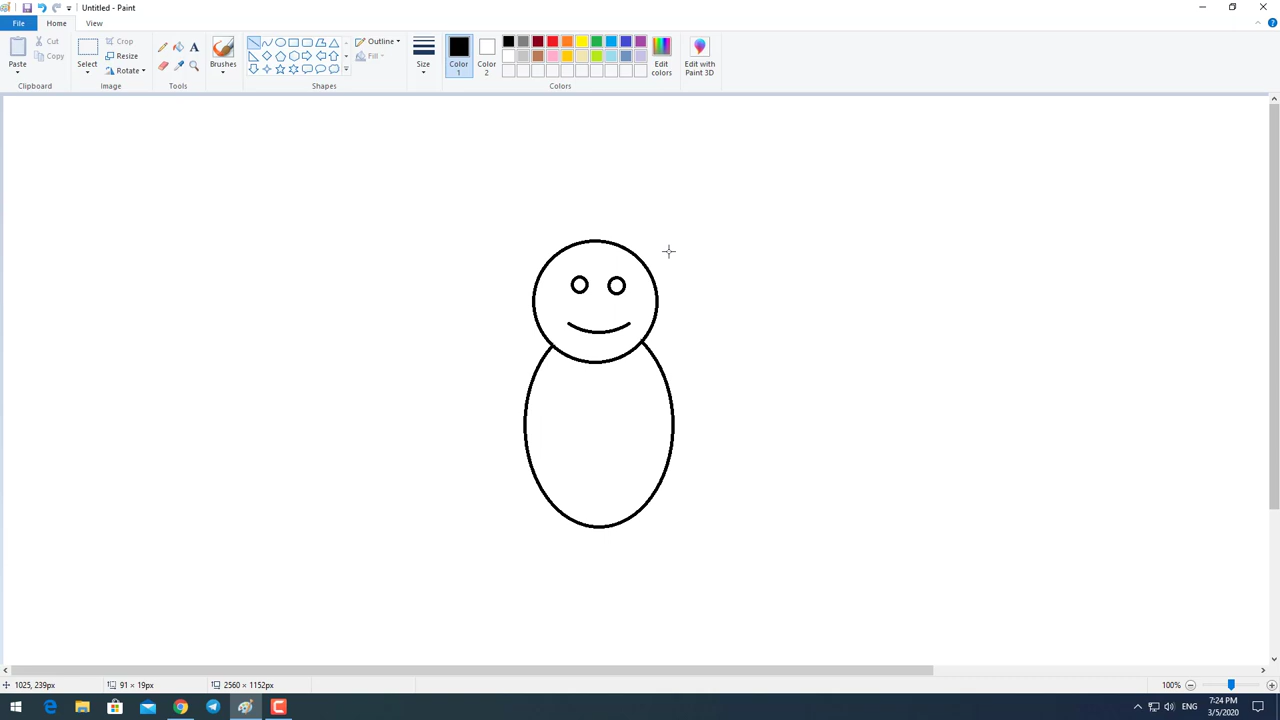 Untitled - Paint
File Home View
Paste
Cut
Copy
Clipboard
Select
Crop
Resize
Rotate
Image
A
Tools
Brushes
Outline
Fill
Shapes
Size
Color 1
Color 2
Edit colors
Colors
Edit with Paint 3D
1025, 239px
91 × 19px
2560 × 1152px
100%
ENG
7:24 PM
3/5/2020